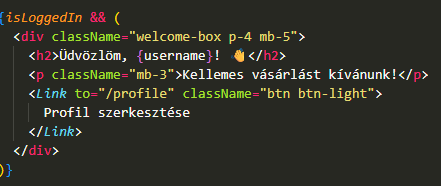 {isLoggedIn && (
<div className="welcome-box p-4 mb-5">
<h2>Üdvözlöm, {username}! 👋</h2>
<p className="mb-3">Kellemes vásárlást kívánunk!</p>
<Link to="/profile" className="btn btn-light">
Profil szerkesztése
</Link>
</div>
)}